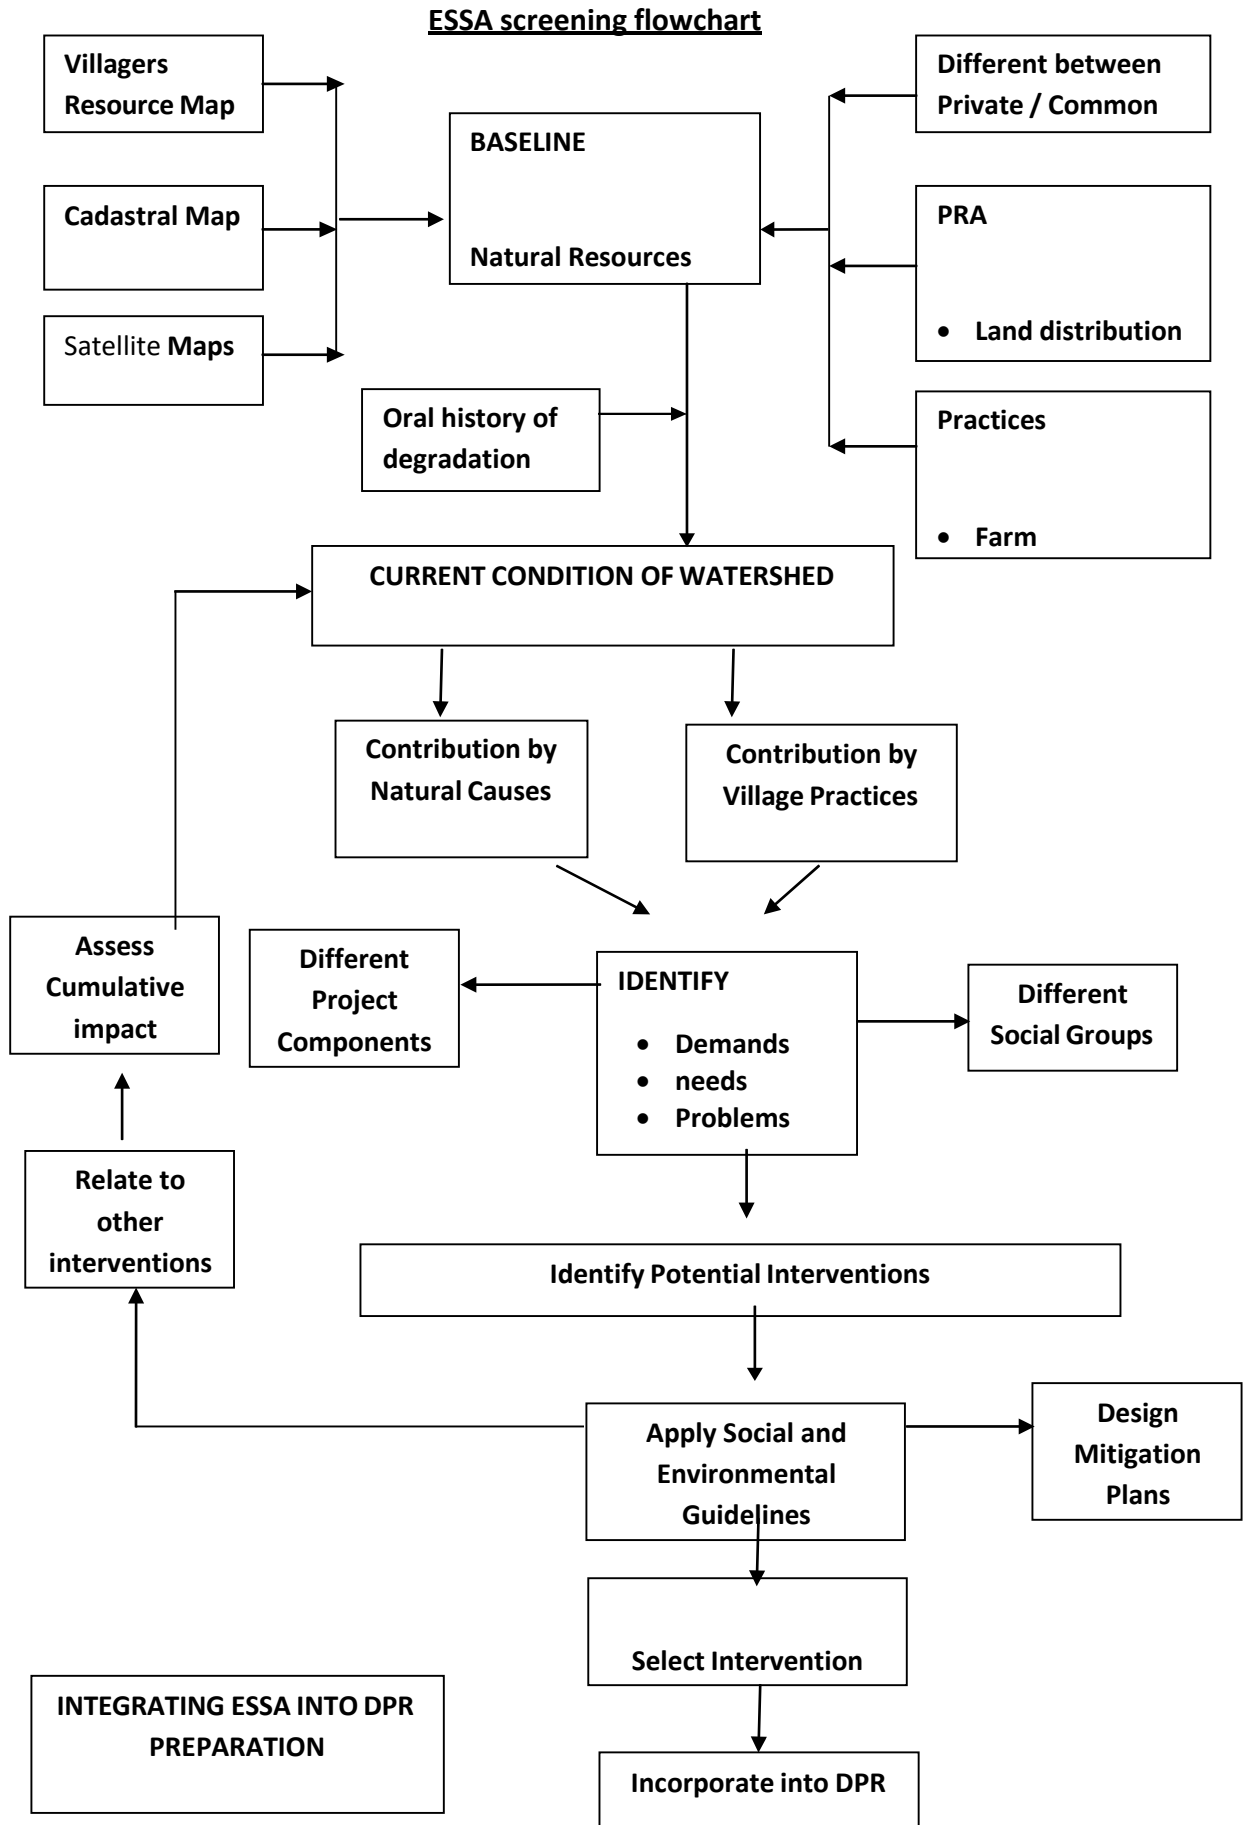 ESSA screening flowchart
Villagers
Resource Map
Different between
Private / Common
BASELINE
Natural Resources
Cadastral Map
PRA
• Land distribution
Satellite Maps
Oral history of
degradation
Practices
• Farm
CURRENT CONDITION OF WATERSHED
Contribution by
Natural Causes
Contribution by
Village Practices
Assess
Cumulative
impact
Different
Project
Components
IDENTIFY
• Demands
• needs
• Problems
Different
Social Groups
Relate to
other
interventions
Identify Potential Interventions
Apply Social and
Environmental
Guidelines
Design
Mitigation
Plans
Select Intervention
INTEGRATING ESSA INTO DPR
PREPARATION
Incorporate into DPR